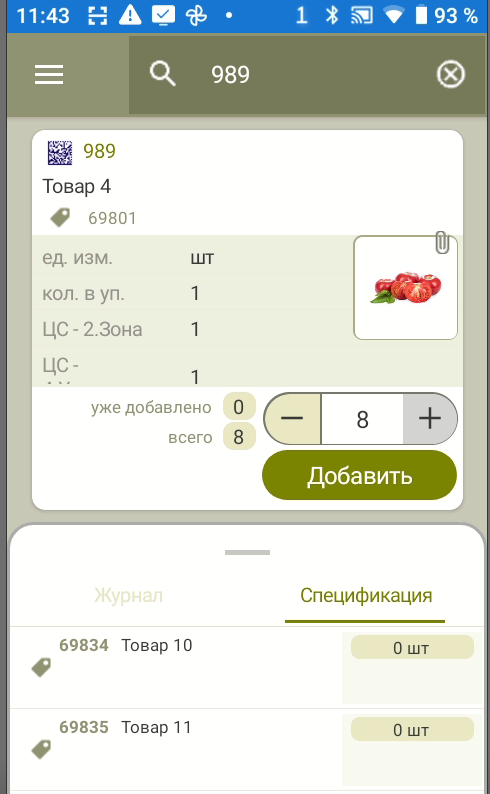 11:43 1 93 %
989
989
Товар 4
69801
ед. изм. шт
кол. в уп. 1
ЦС - 2.Зона 1
ЦС - 1
уже добавлено 0
всего 8
8
Добавить
Журнал Спецификация
69834 Товар 10 0 шт
69835 Товар 11 0 шт